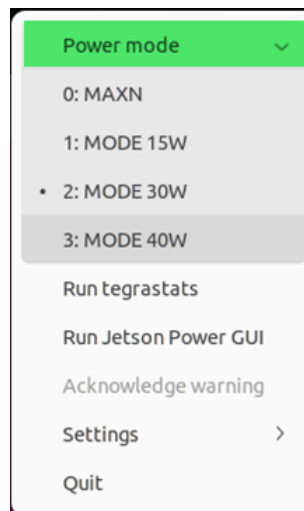 Power mode
0: MAXN
1: MODE 15W
• 2: MODE 30W
3: MODE 40W
Run tegrastats
Run Jetson Power GUI
Acknowledge warning
Settings
Quit